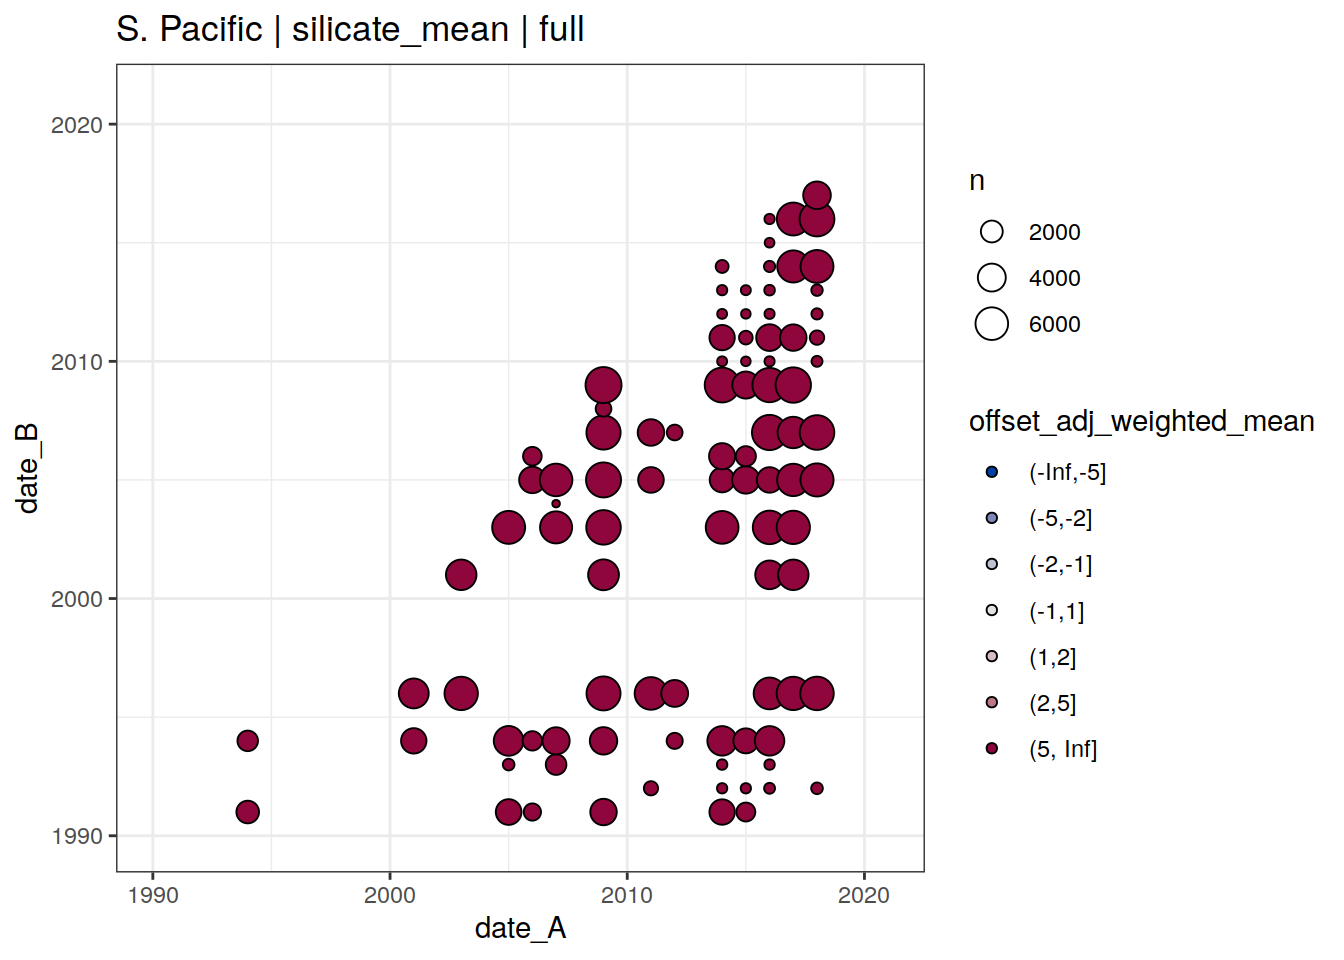 S. Pacific | silicate_mean | full
2020
2010
2000
1990
date_B
1990
2000
2010
2020
date_A
n
2000
4000
6000
offset_adj_weighted_mean
(-Inf,-5]
(-5,-2]
(-2,-1]
(-1,1]
(1,2]
(2,5]
(5, Inf]